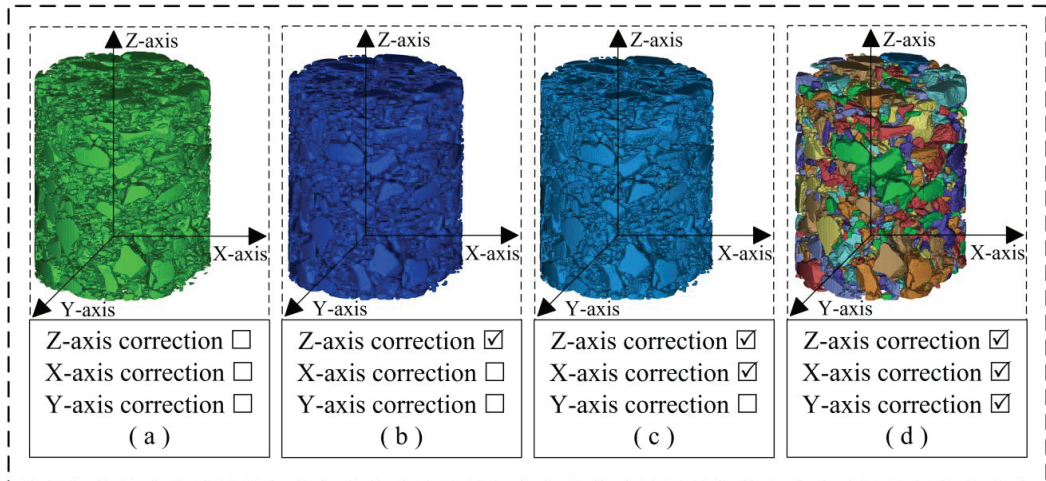 Z-axis
X-axis
Y-axis
Z-axis correction ☐
X-axis correction ☐
Y-axis correction ☐
( a )
Z-axis
X-axis
Y-axis
Z-axis correction ☑
X-axis correction ☐
Y-axis correction ☐
( b )
Z-axis
X-axis
Y-axis
Z-axis correction ☑
X-axis correction ☑
Y-axis correction ☐
( c )
Z-axis
X-axis
Y-axis
Z-axis correction ☑
X-axis correction ☑
Y-axis correction ☑
( d )